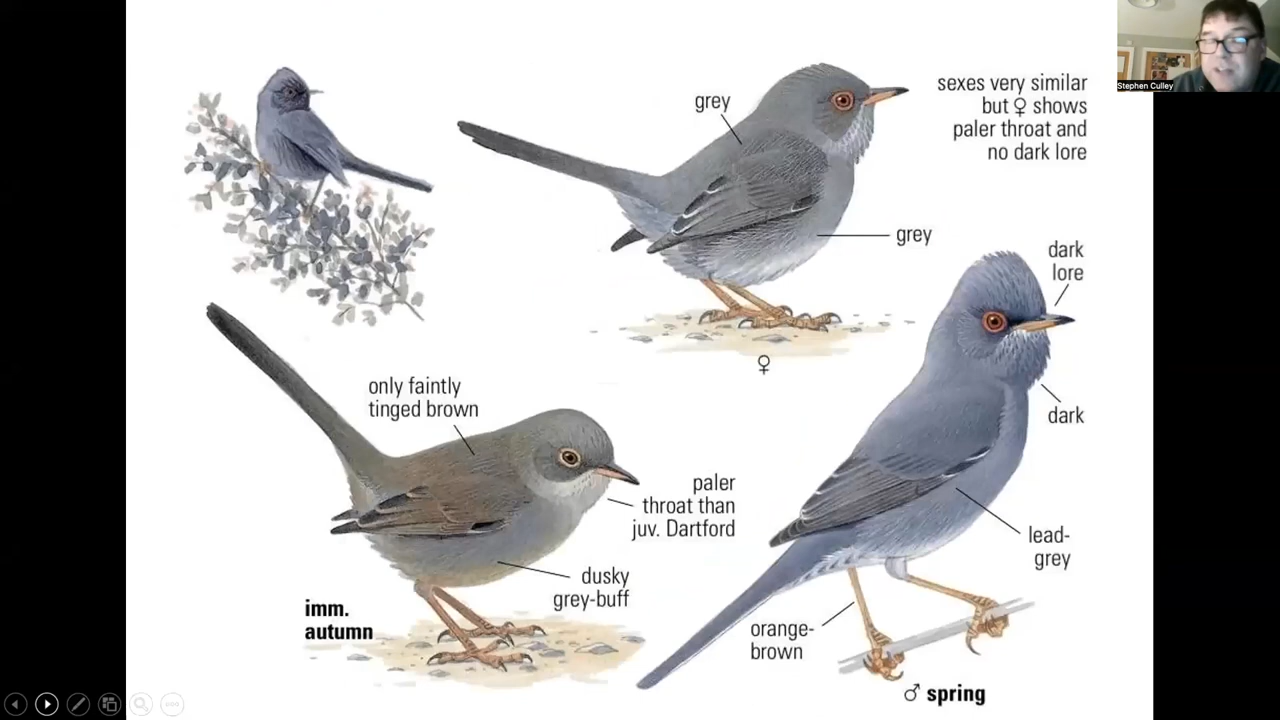 grey
sexes very similar
but ♀ shows
paler throat and
no dark lore
grey
dark
lore
♀
only faintly
tinged brown
dark
paler
throat than
juv. Dartford
lead-
grey
dusky
grey-buff
imm.
autumn
orange-
brown
♂ spring
Stephen Culley